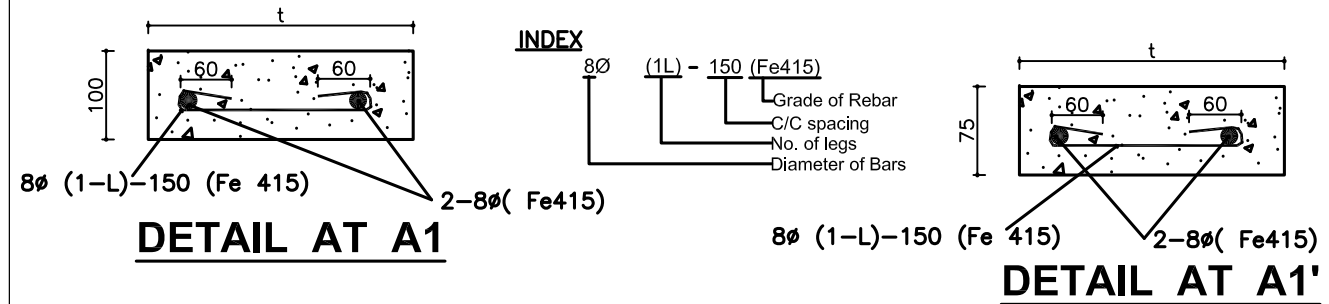 t
60 60
100
8ø (1-L)-150 (Fe 415)
2-8ø( Fe415)
DETAIL AT A1
INDEX
8Ø (1L) - 150 (Fe415)
Grade of Rebar
C/C spacing
No. of legs
Diameter of Bars
t
60 60
75
8ø (1-L)-150 (Fe 415)
2-8ø( Fe415)
DETAIL AT A1'